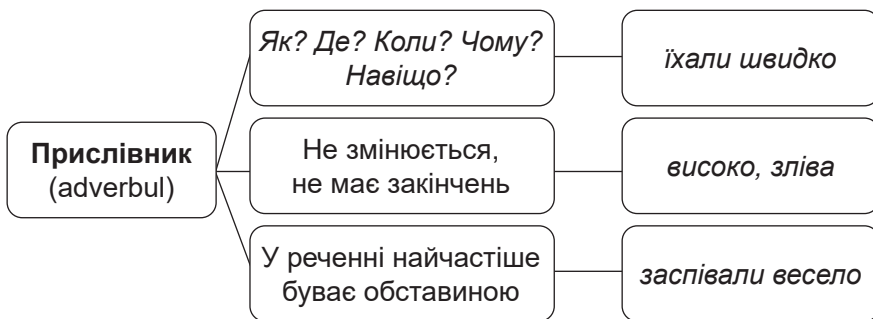 Прислівник
(adverbul)
Як? Де? Коли? Чому?
Навіщо?
їхали швидко
Не змінюється,
не має закінчень
високо, зліва
У реченні найчастіше
буває обставиною
заспівали весело